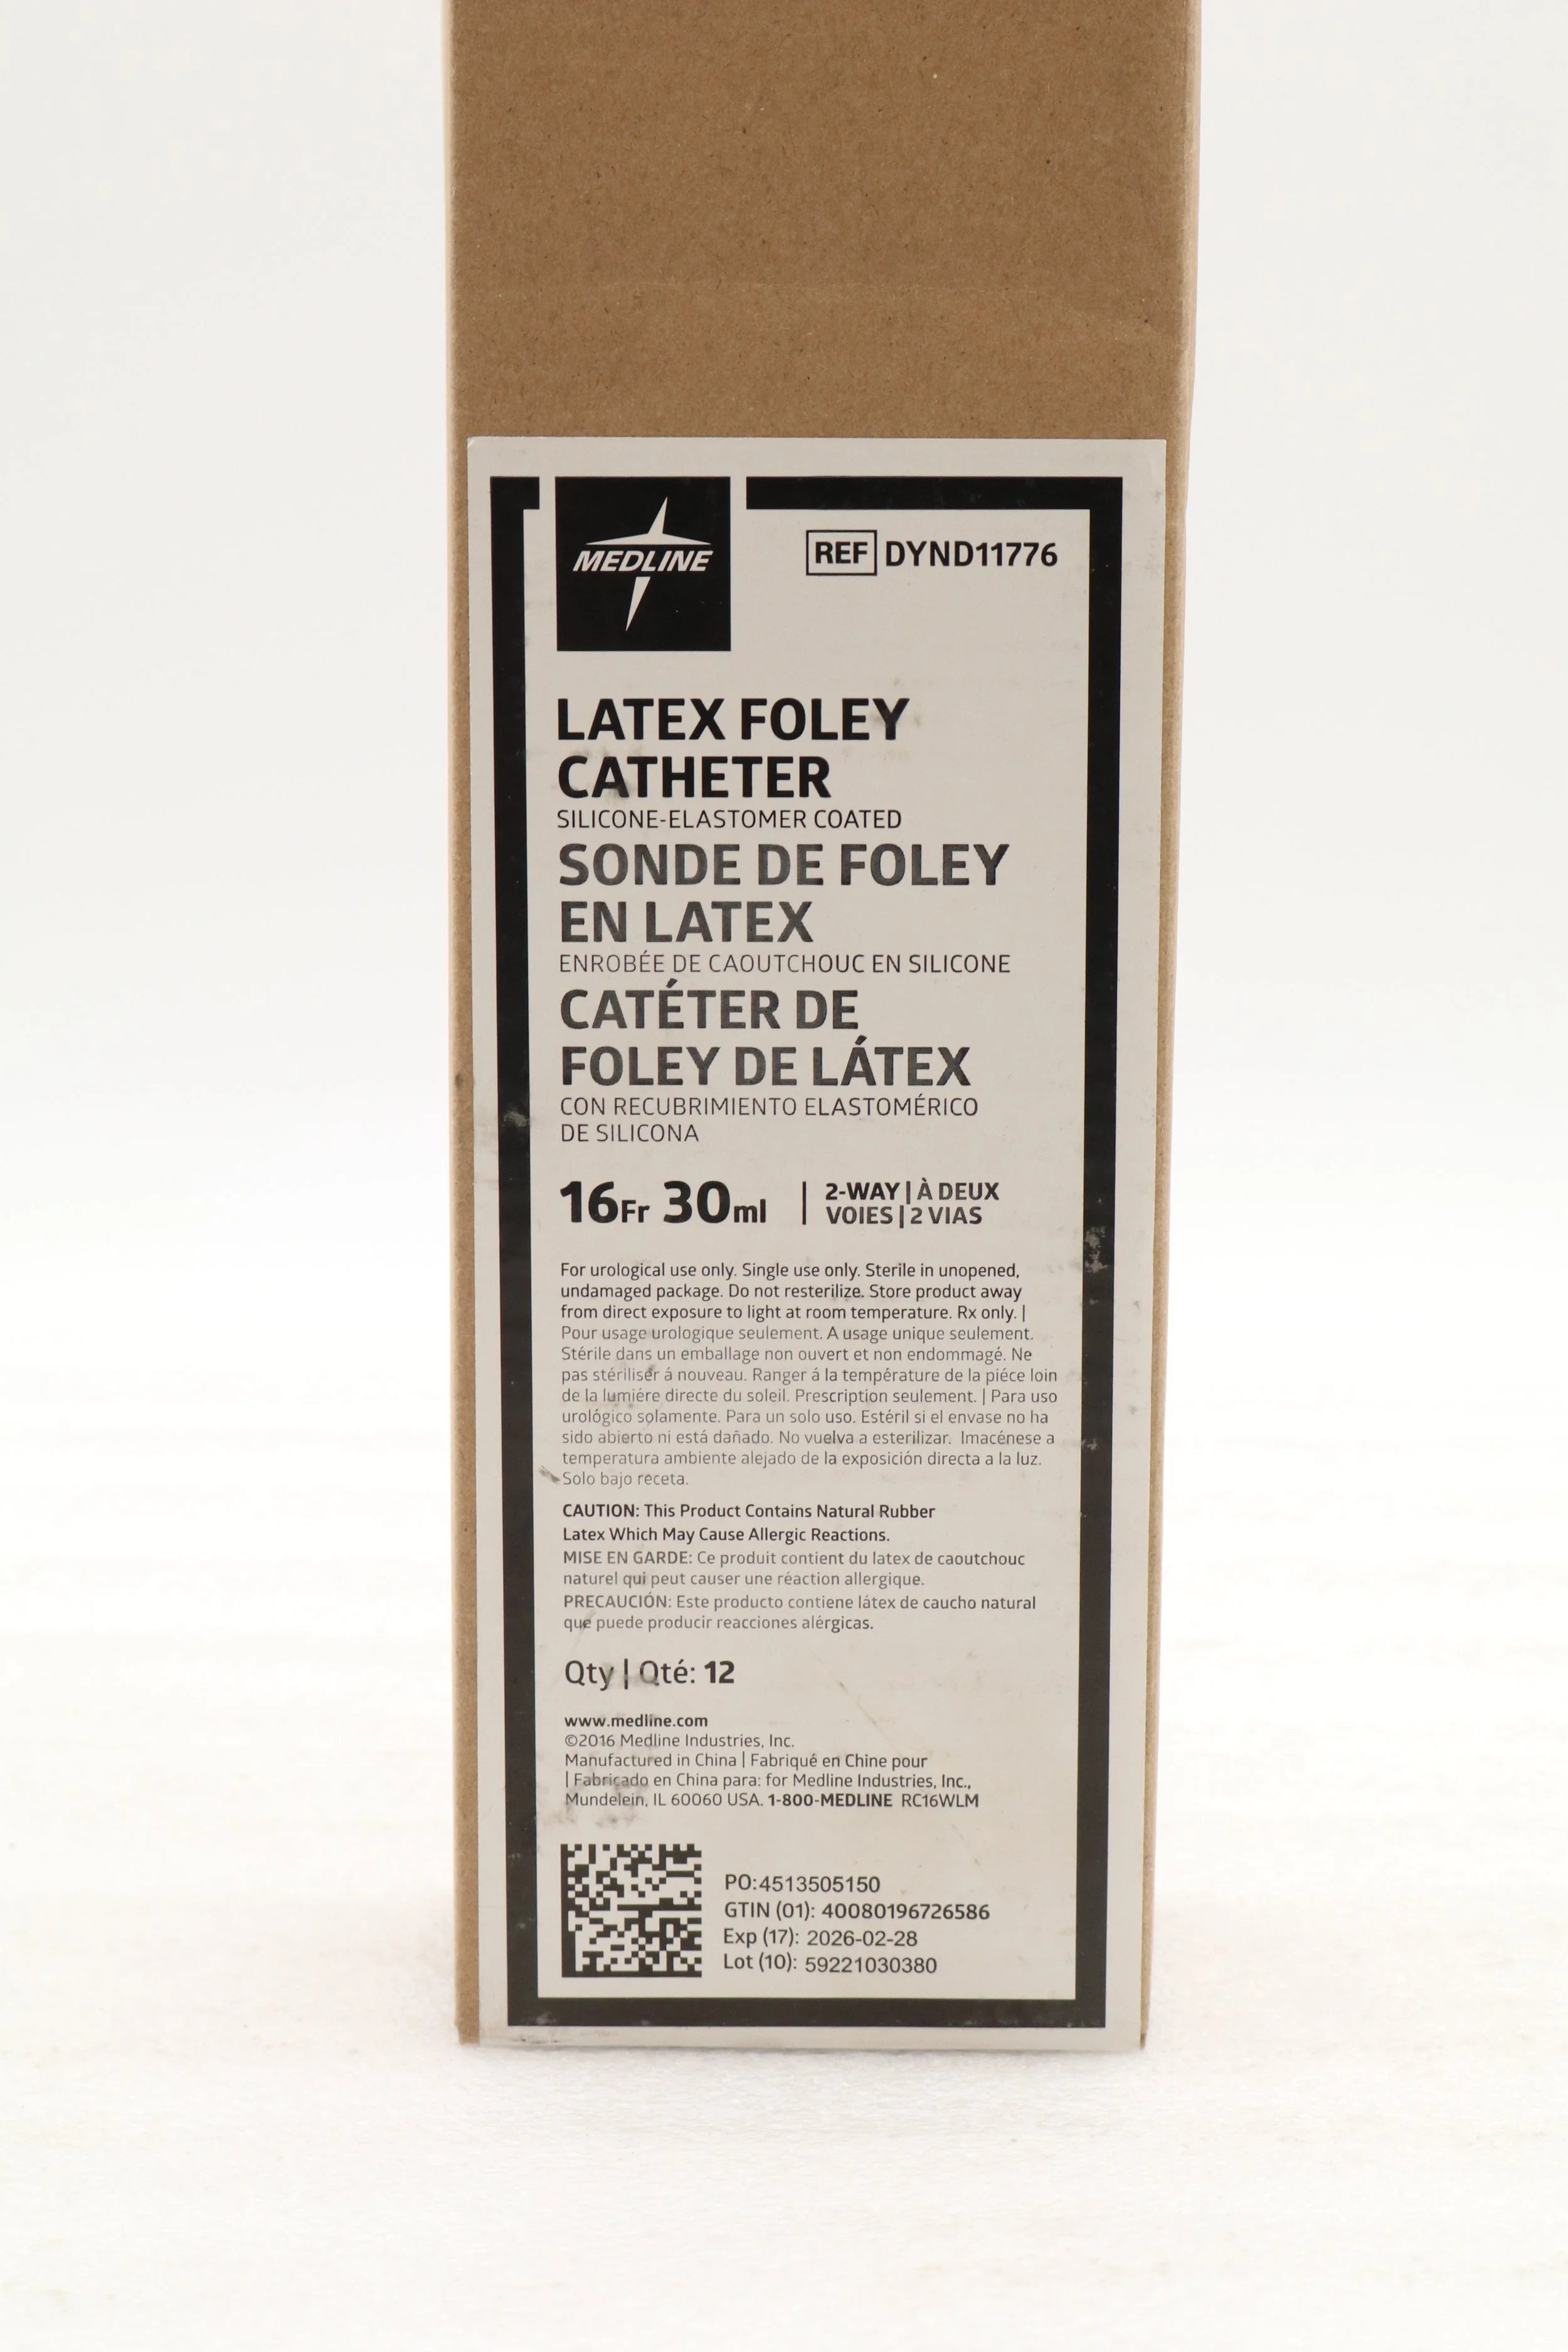 MEDLINE
REF DYND11776
LATEX FOLEY
CATHETER
SILICONE-ELASTOMER COATED
SONDE DE FOLEY
EN LATEX
ENROBÉE DE CAOUTCHOUC EN SILICONE
CATÉTER DE
FOLEY DE LÁTEX
CON RECUBRIMIENTO ELASTOMÉRICO
DE SILICONA
16Fr 30ml | 2-WAY | À DEUX
VOIES | 2 VIAS
For urological use only. Single use only. Sterile in unopened,
undamaged package. Do not resterilize. Store product away
from direct exposure to light at room temperature. Rx only. |
Pour usage urologique seulement. A usage unique seulement.
Stérile dans un emballage non ouvert et non endommagé. Ne
pas stériliser á nouveau. Ranger á la température de la piéce loin
de la lumiére directe du soleil. Prescription seulement. | Para uso
urológico solamente. Para un solo uso. Estéril si el envase no ha
sido abierto ni está dañado. No vuelva a esterilizar. Imacénese a
temperatura ambiente alejado de la exposición directa a la luz.
Solo bajo receta.
CAUTION: This Product Contains Natural Rubber
Latex Which May Cause Allergic Reactions.
MISE EN GARDE: Ce produit contient du latex de caoutchouc
naturel qui peut causer une réaction allergique.
PRECAUCIÓN: Este producto contiene látex de caucho natural
que puede producir reacciones alérgicas.
Qty | Qté: 12
www.medline.com
©2016 Medline Industries, Inc.
Manufactured in China | Fabriqué en Chine pour
| Fabricado en China para: for Medline Industries, Inc.,
Mundelein, IL 60060 USA. 1-800-MEDLINE RC16WLM
PO:4513505150
GTIN (01): 40080196726586
Exp (17): 2026-02-28
Lot (10): 59221030380